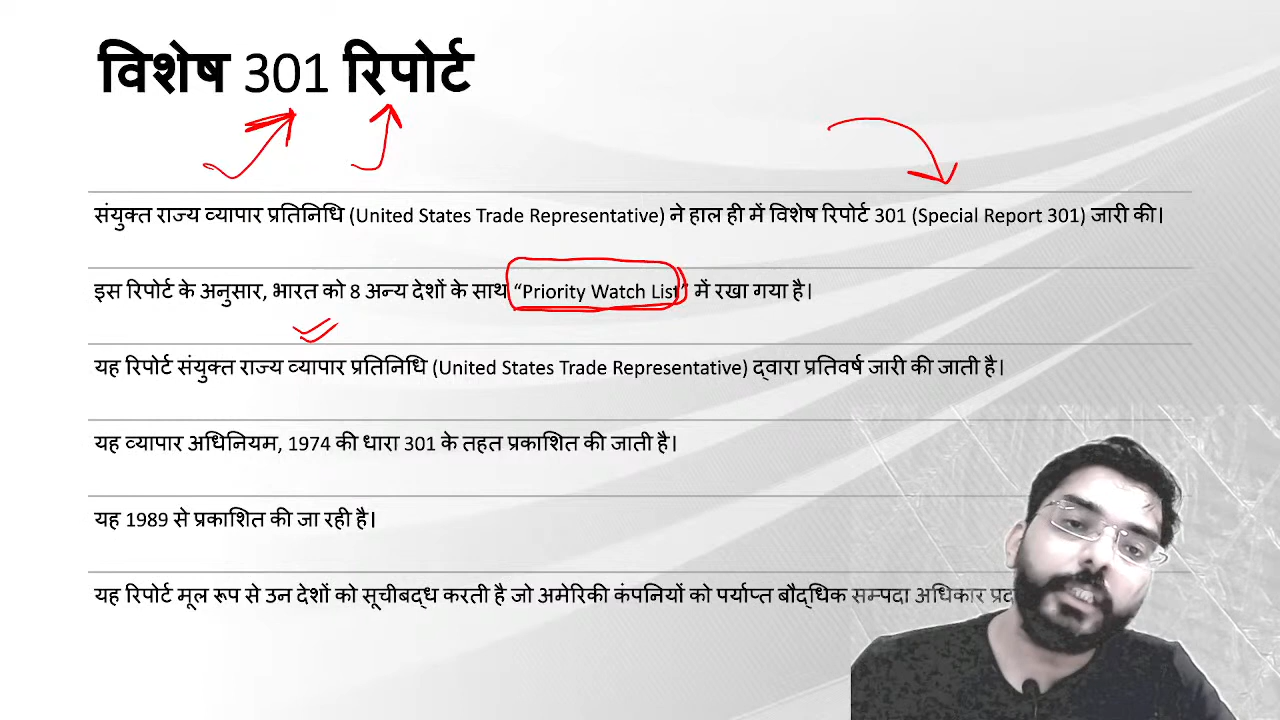 विशेष 301 रिपोर्ट
संयुक्त राज्य व्यापार प्रतिनिधि (United States Trade Representative) ने हाल ही में विशेष रिपोर्ट 301 (Special Report 301) जारी की।
इस रिपोर्ट के अनुसार, भारत को 8 अन्य देशों के साथ “Priority Watch List” में रखा गया है।
यह रिपोर्ट संयुक्त राज्य व्यापार प्रतिनिधि (United States Trade Representative) द्वारा प्रतिवर्ष जारी की जाती है।
यह व्यापार अधिनियम, 1974 की धारा 301 के तहत प्रकाशित की जाती है।
यह 1989 से प्रकाशित की जा रही है।
यह रिपोर्ट मूल रूप से उन देशों को सूचीबद्ध करती है जो अमेरिकी कंपनियों को पर्याप्त बौद्धिक सम्पदा अधिकार